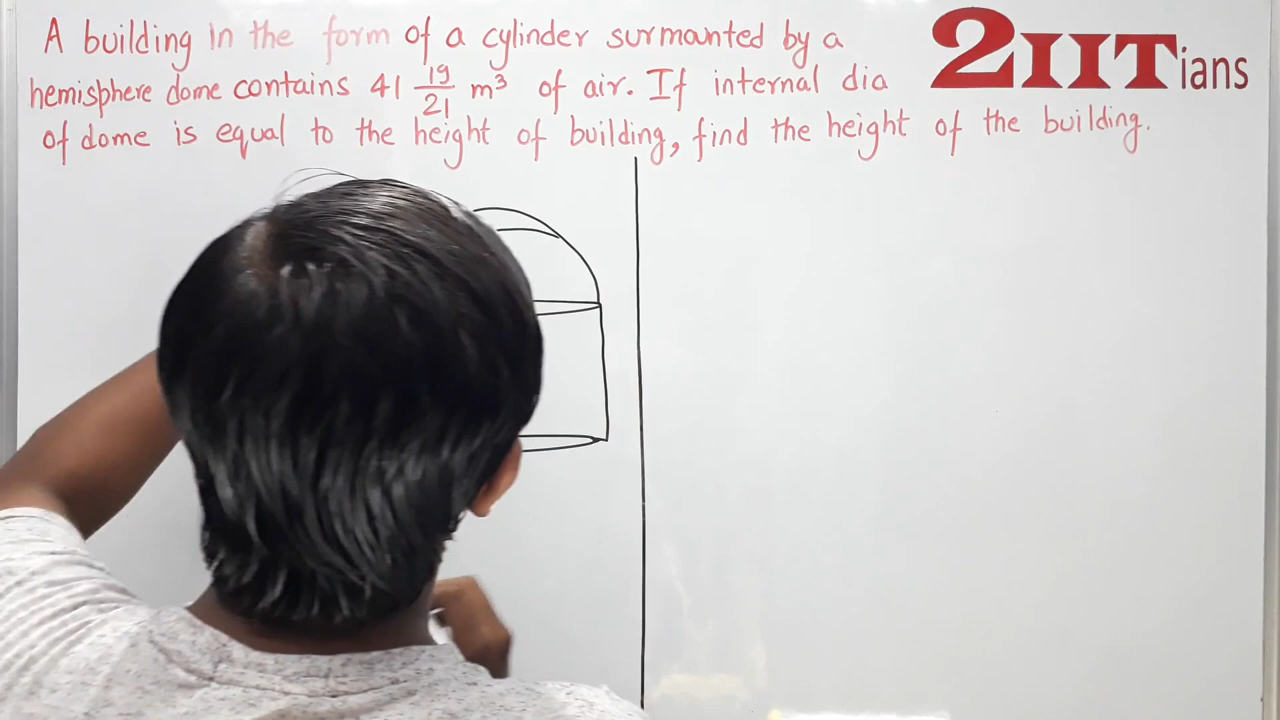 A building in the form of a cylinder surmounted by a
hemisphere dome contains 41 19/21 m³ of air. If internal dia
of dome is equal to the height of building, find the height of the building.
2IITians